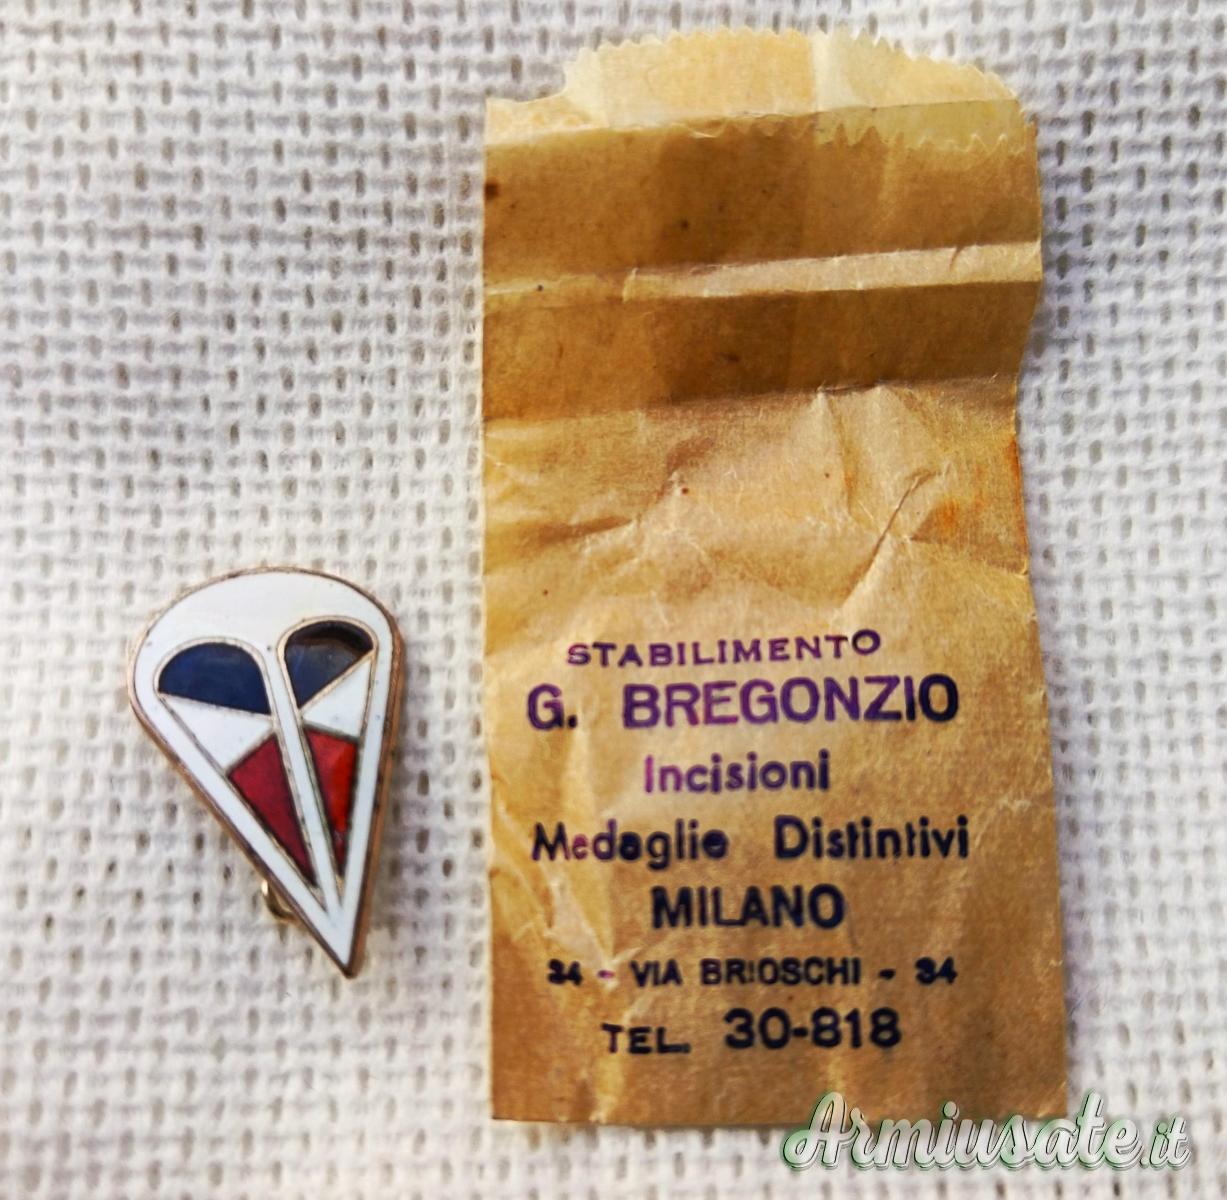 STABILIMENTO
G. BREGONZIO
Incisioni
Medaglie Distintivi
MILANO
34 - VIA BRIOSCHI - 34
TEL. 30-818
Armiusate.it